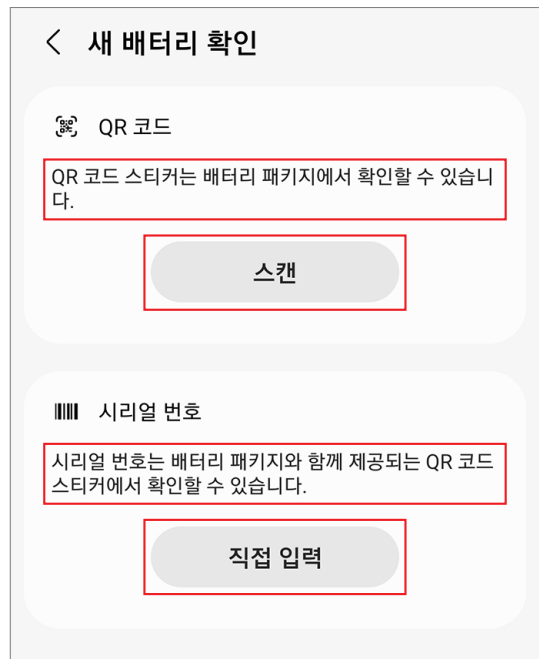 새 배터리 확인
QR 코드
QR 코드 스티커는 배터리 패키지에서 확인할 수 있습니
다.
스캔
시리얼 번호
시리얼 번호는 배터리 패키지와 함께 제공되는 QR 코드
스티커에서 확인할 수 있습니다.
직접 입력